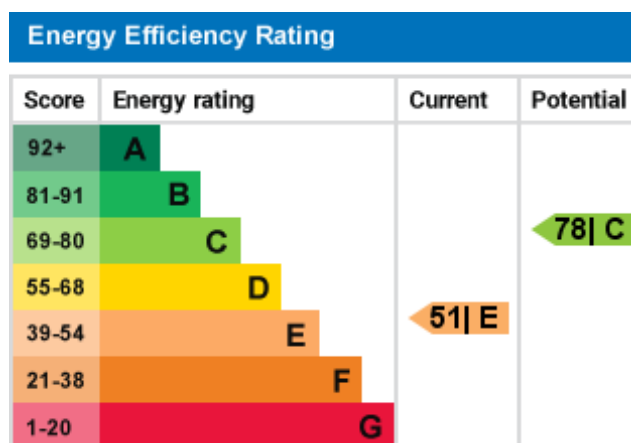 Energy Efficiency Rating
Score Energy rating Current Potential
92+ A
81-91 B
69-80 C 78| C
55-68 D
39-54 E 51| E
21-38 F
1-20 G